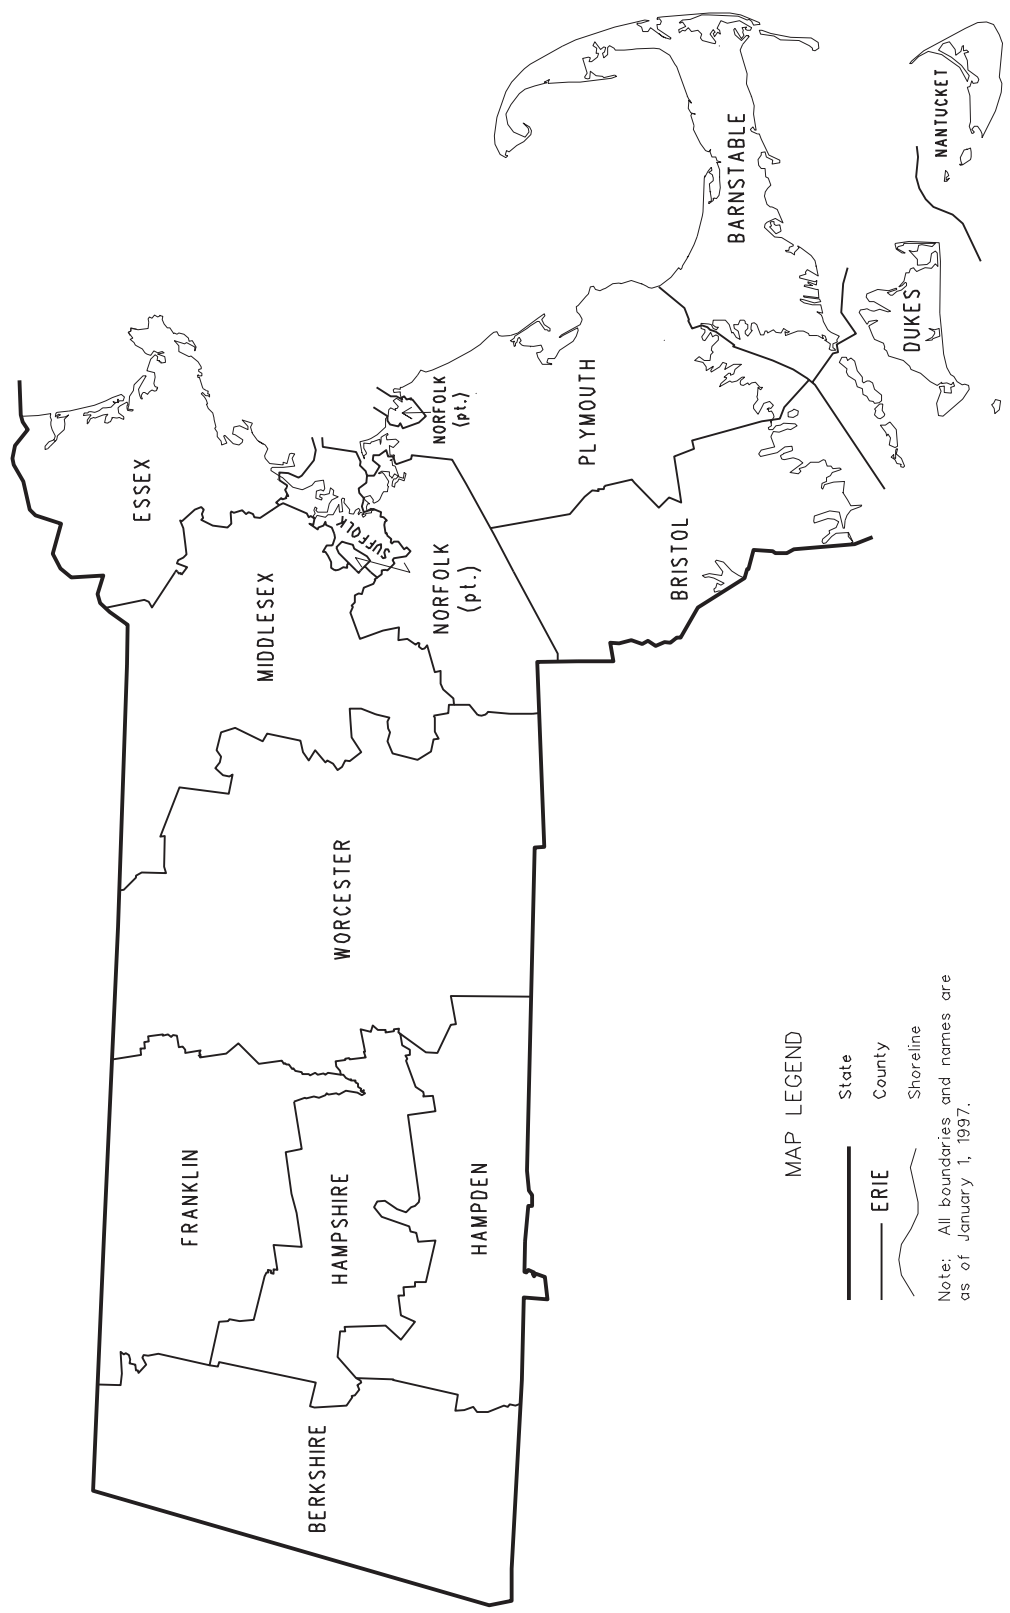 ESSEX
MIDDLESEX
SUFFOLK
NORFOLK
(pt.)
NORFOLK
(pt.)
PLYMOUTH
BRISTOL
BARNSTABLE
DUKES
NANTUCKET
WORCESTER
FRANKLIN
HAMPSHIRE
HAMPDEN
BERKSHIRE
MAP LEGEND
State
ERIE County
Shoreline
Note: All boundaries and names are
as of January 1, 1997.